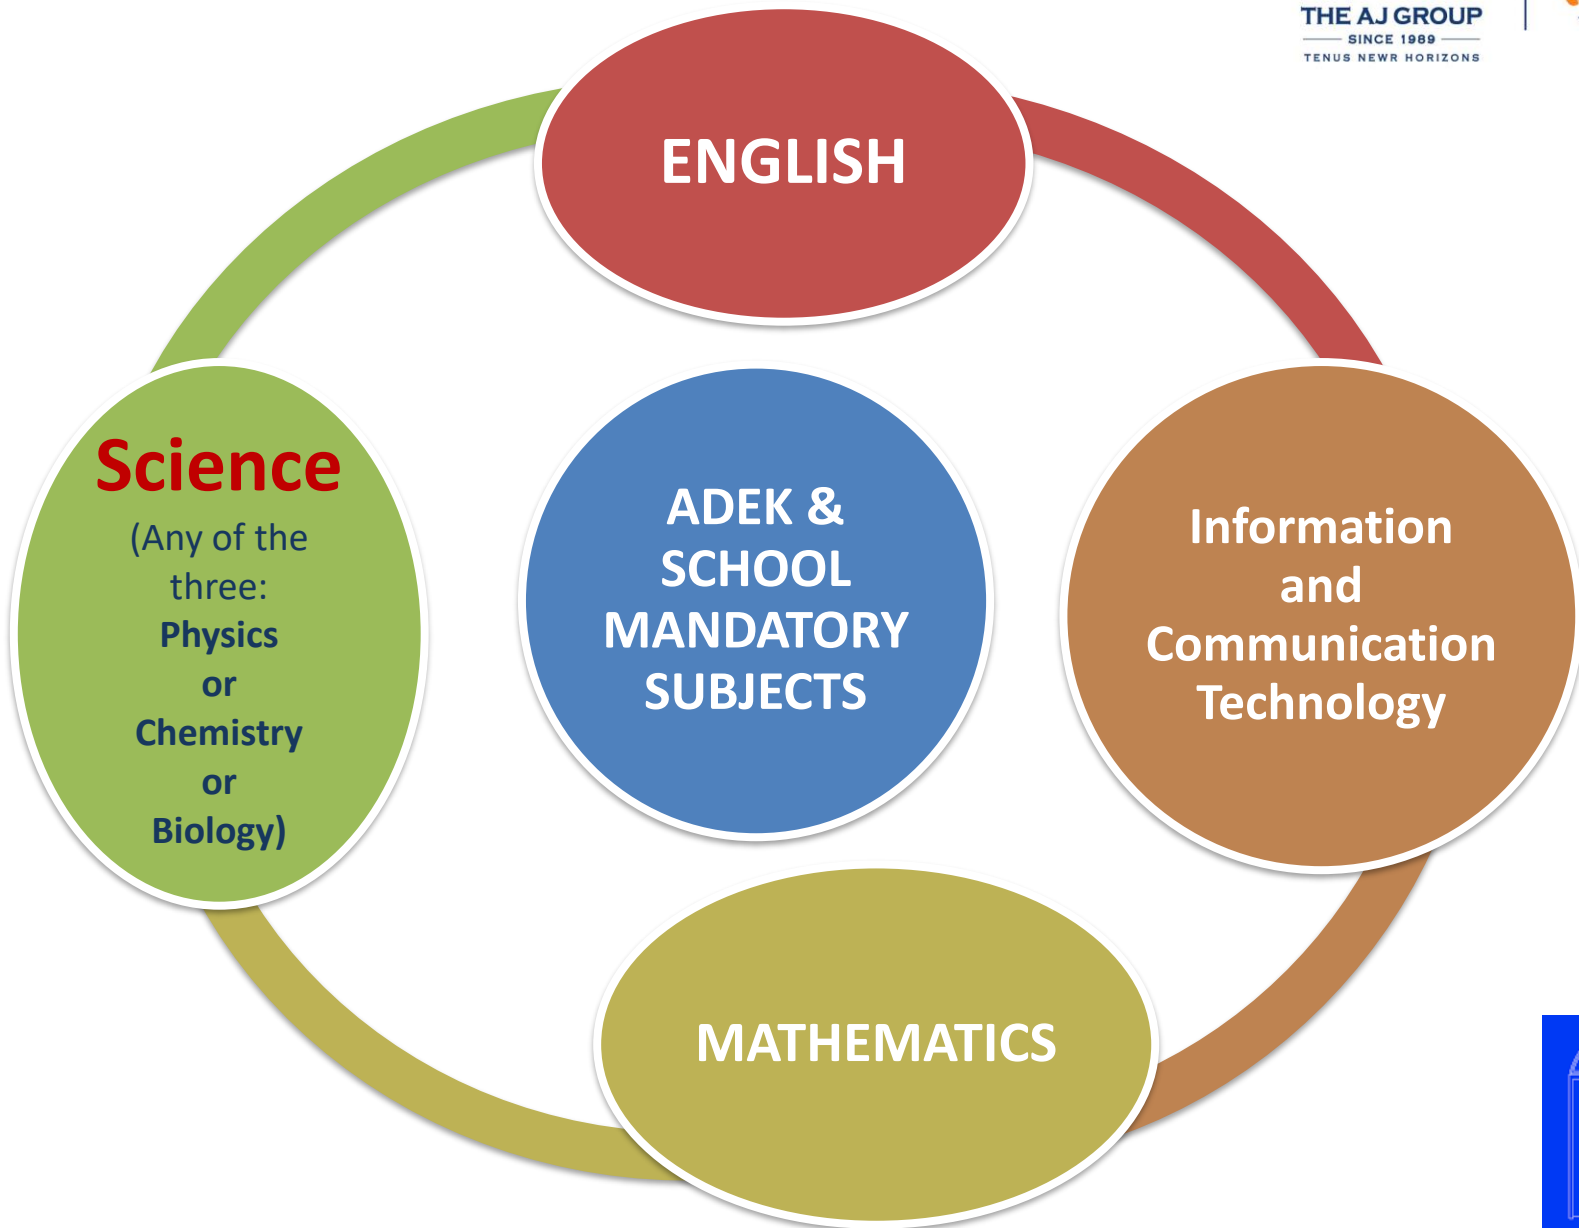 THE AJ GROUP
SINCE 1989
TENUS NEWR HORIZONS
ENGLISH
Science
(Any of the
three:
Physics
or
Chemistry
or
Biology)
ADEK &
SCHOOL
MANDATORY
SUBJECTS
Information
and
Communication
Technology
MATHEMATICS